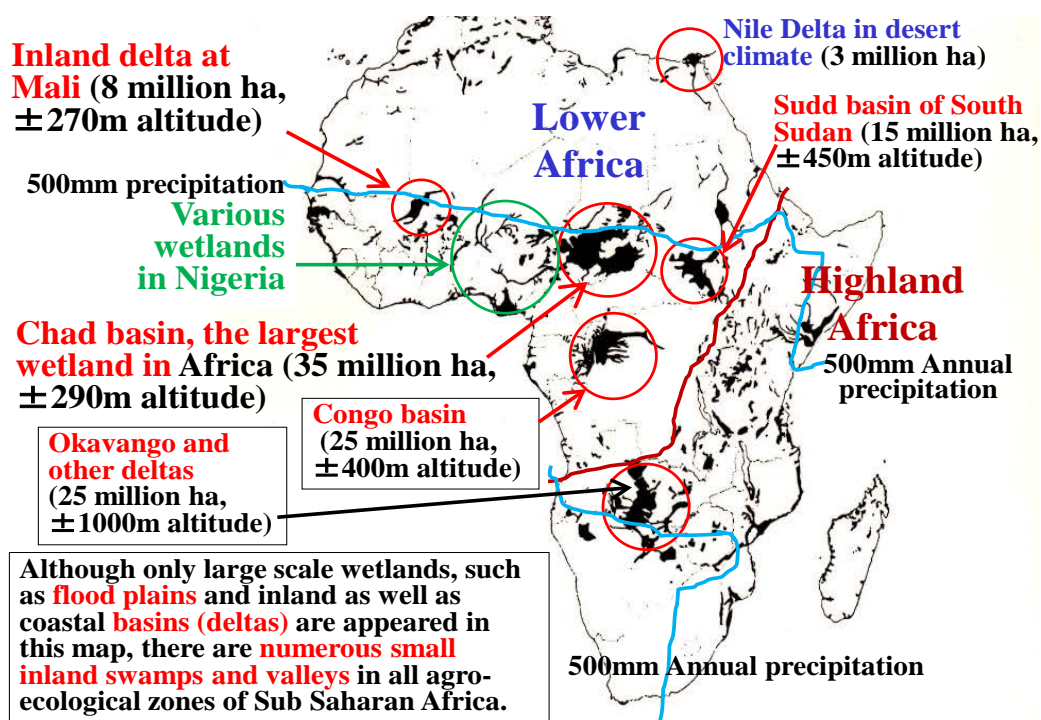 Inland delta at
Mali (8 million ha,
±270m altitude)
Nile Delta in desert
climate (3 million ha)
Lower
Africa
Sudd basin of South
Sudan (15 million ha,
±450m altitude)
500mm precipitation
Various
wetlands
in Nigeria
Highland
Africa
500mm Annual
precipitation
Chad basin, the largest
wetland in Africa (35 million ha,
±290m altitude)
Congo basin
(25 million ha,
±400m altitude)
Okavango and
other deltas
(25 million ha,
±1000m altitude)
Although only large scale wetlands, such
as flood plains and inland as well as
coastal basins (deltas) are appeared in
this map, there are numerous small
inland swamps and valleys in all agro-
ecological zones of Sub Saharan Africa.
500mm Annual precipitation